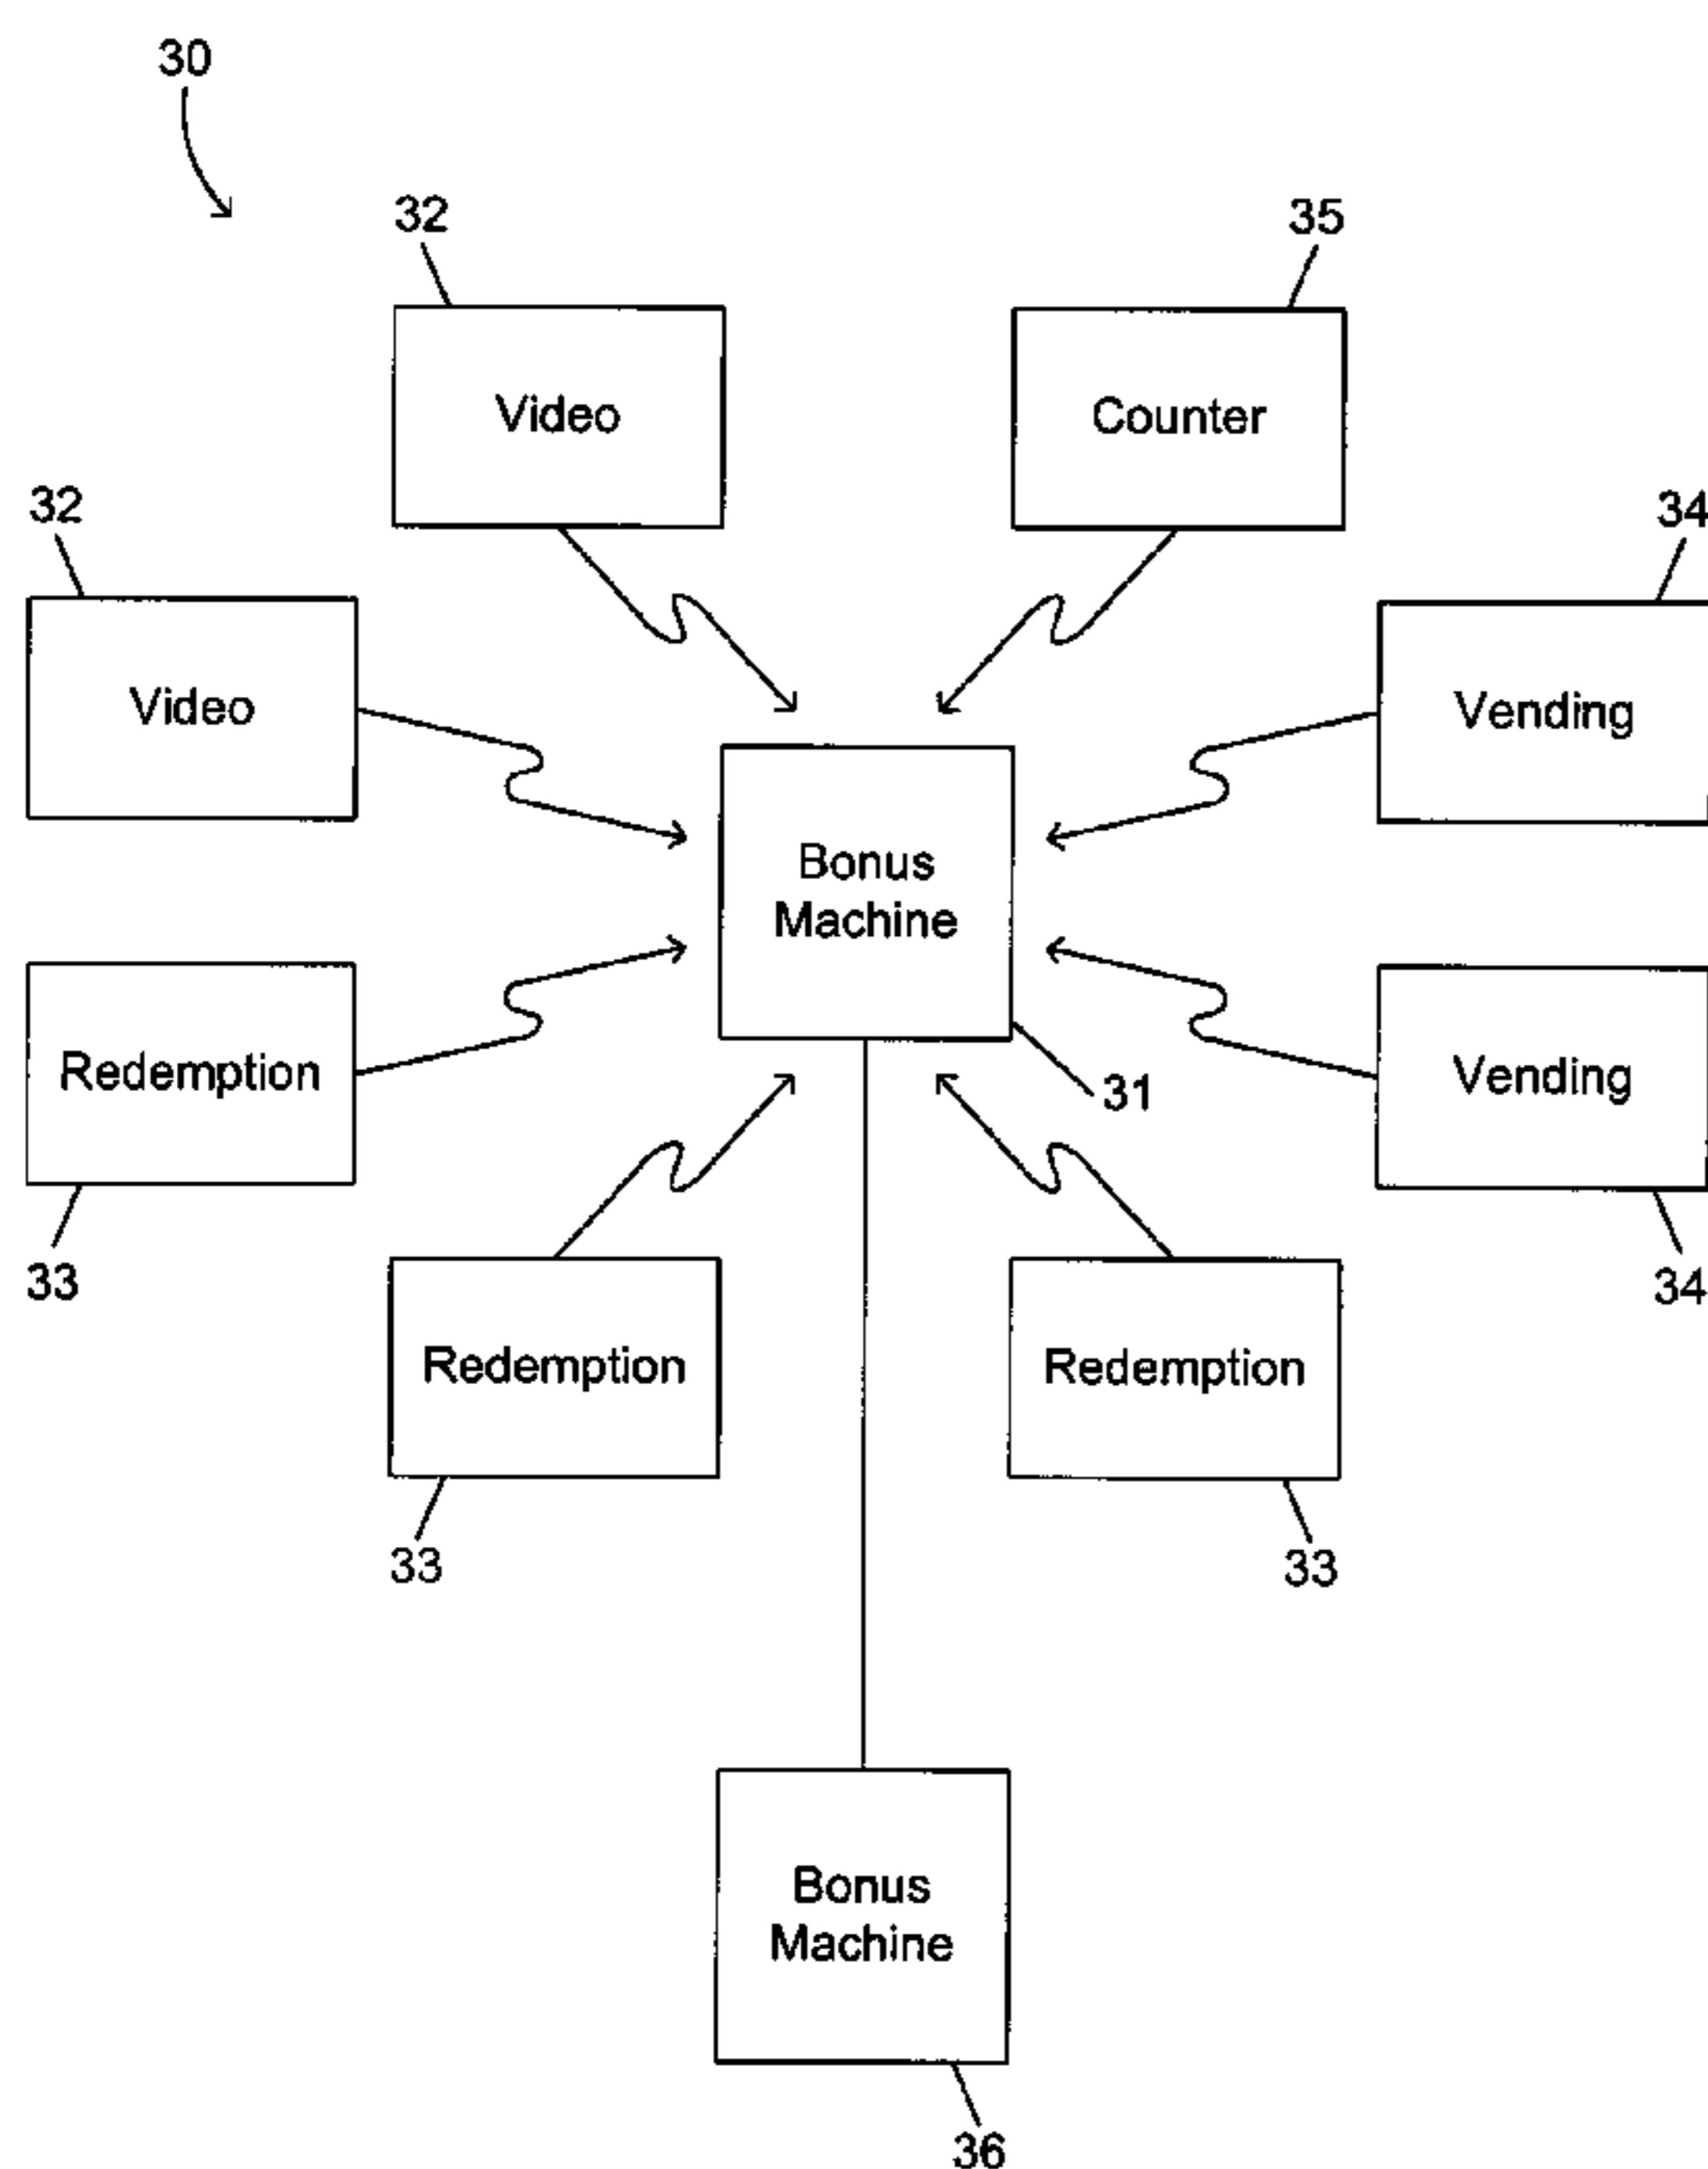 30
32
35
Video
Counter
32
34
Video
Vending
Bonus
Machine
Redemption
Vending
31
33
34
Redemption
Redemption
33
33
Bonus
Machine
36